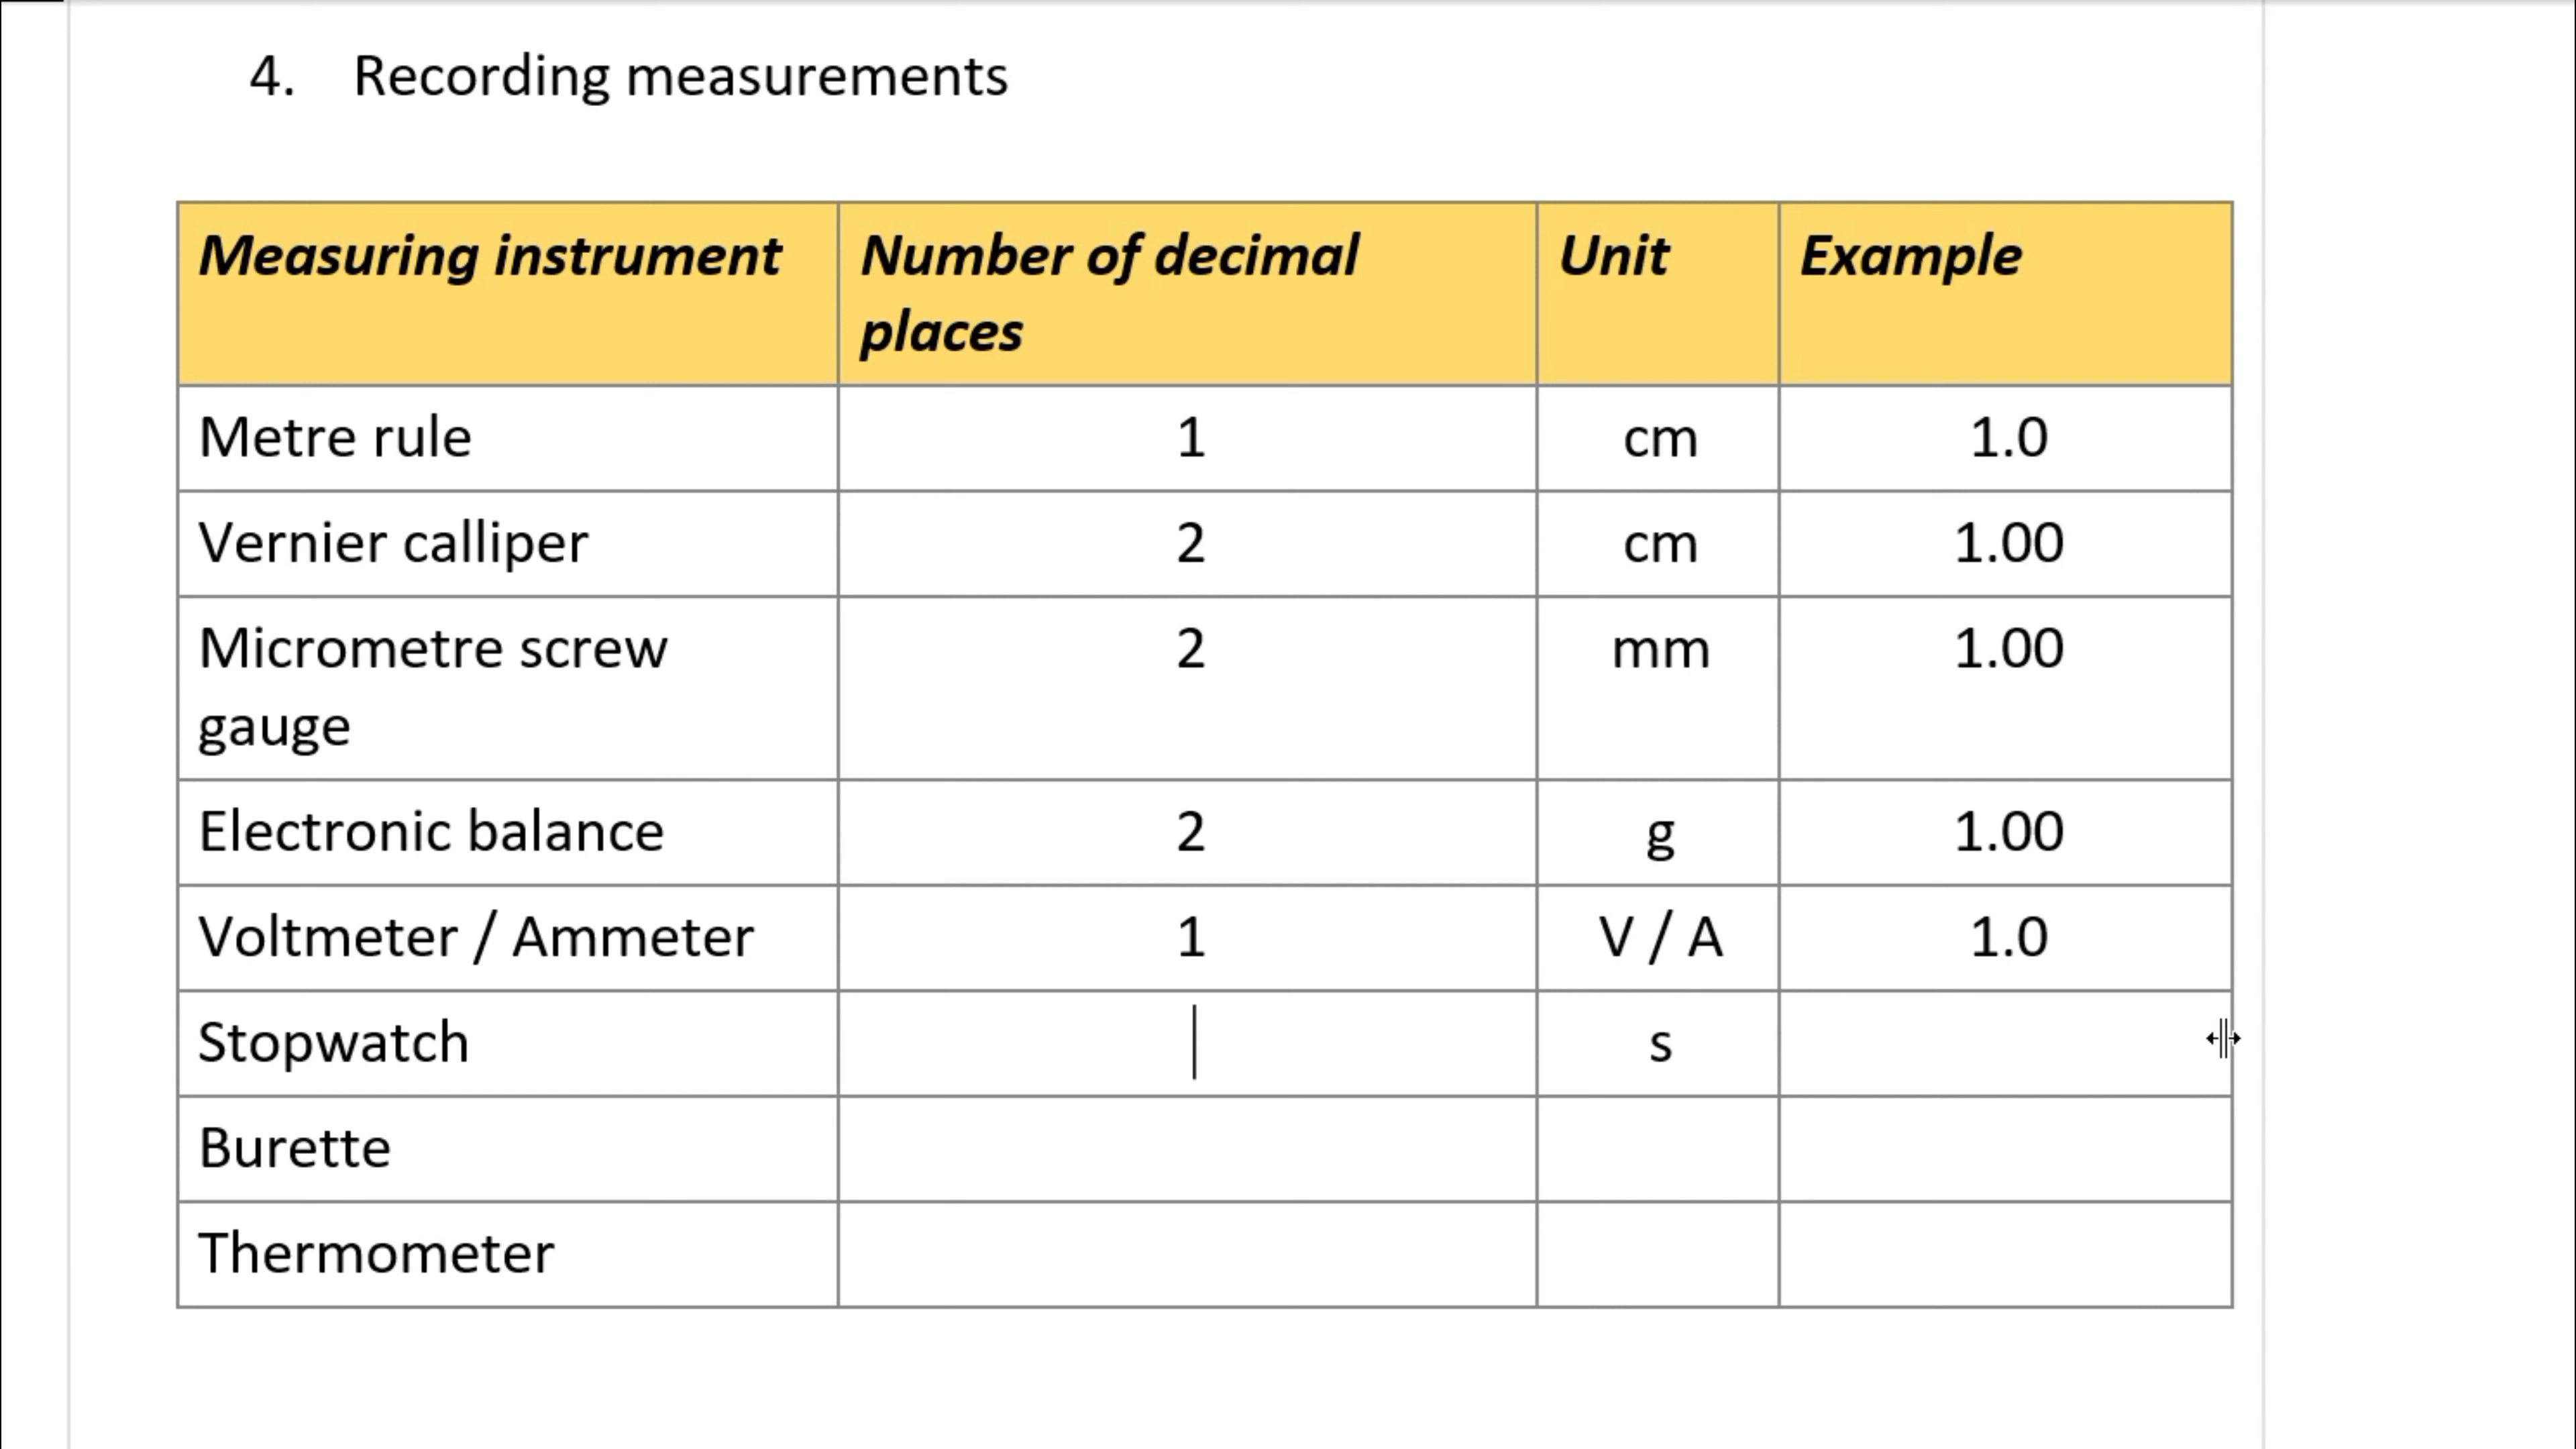 4. Recording measurements
Measuring instrument
Number of decimal
places
Unit
Example
Metre rule
1
cm
1.0
Vernier calliper
2
cm
1.00
Micrometre screw
gauge
2
mm
1.00
Electronic balance
2
g
1.00
Voltmeter / Ammeter
1
V / A
1.0
Stopwatch
s
Burette
Thermometer